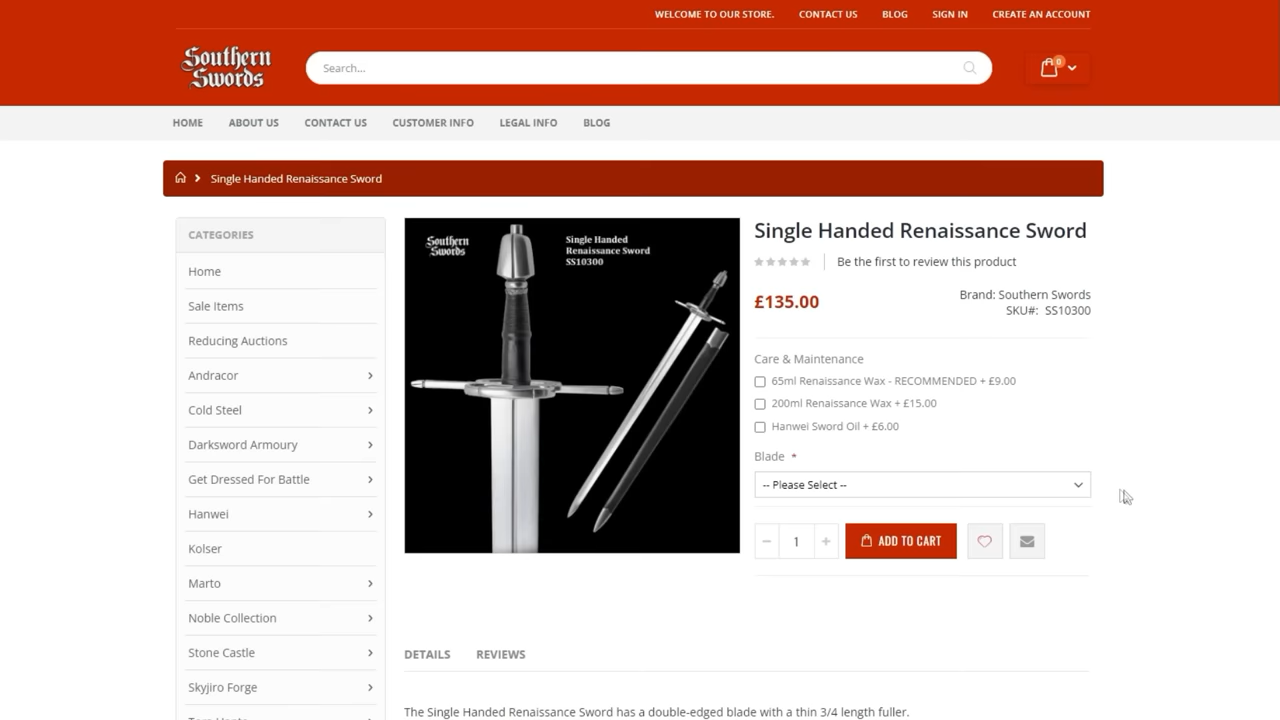 WELCOME TO OUR STORE. CONTACT US BLOG SIGN IN CREATE AN ACCOUNT
Southern
Swords
Search...
0
HOME ABOUT US CONTACT US CUSTOMER INFO LEGAL INFO BLOG
Single Handed Renaissance Sword
CATEGORIES
Home
Sale Items
Reducing Auctions
Andracor
Cold Steel
Darksword Armoury
Get Dressed For Battle
Hanwei
Kolser
Marto
Noble Collection
Stone Castle
Skyjiro Forge
Southern
Swords
Single Handed
Renaissance Sword
SS10300
Single Handed Renaissance Sword
Be the first to review this product
£135.00
Brand: Southern Swords
SKU#: SS10300
Care & Maintenance
65ml Renaissance Wax - RECOMMENDED + £9.00
200ml Renaissance Wax + £15.00
Hanwei Sword Oil + £6.00
Blade *
-- Please Select --
1
ADD TO CART
DETAILS REVIEWS
The Single Handed Renaissance Sword has a double-edged blade with a thin 3/4 length fuller.